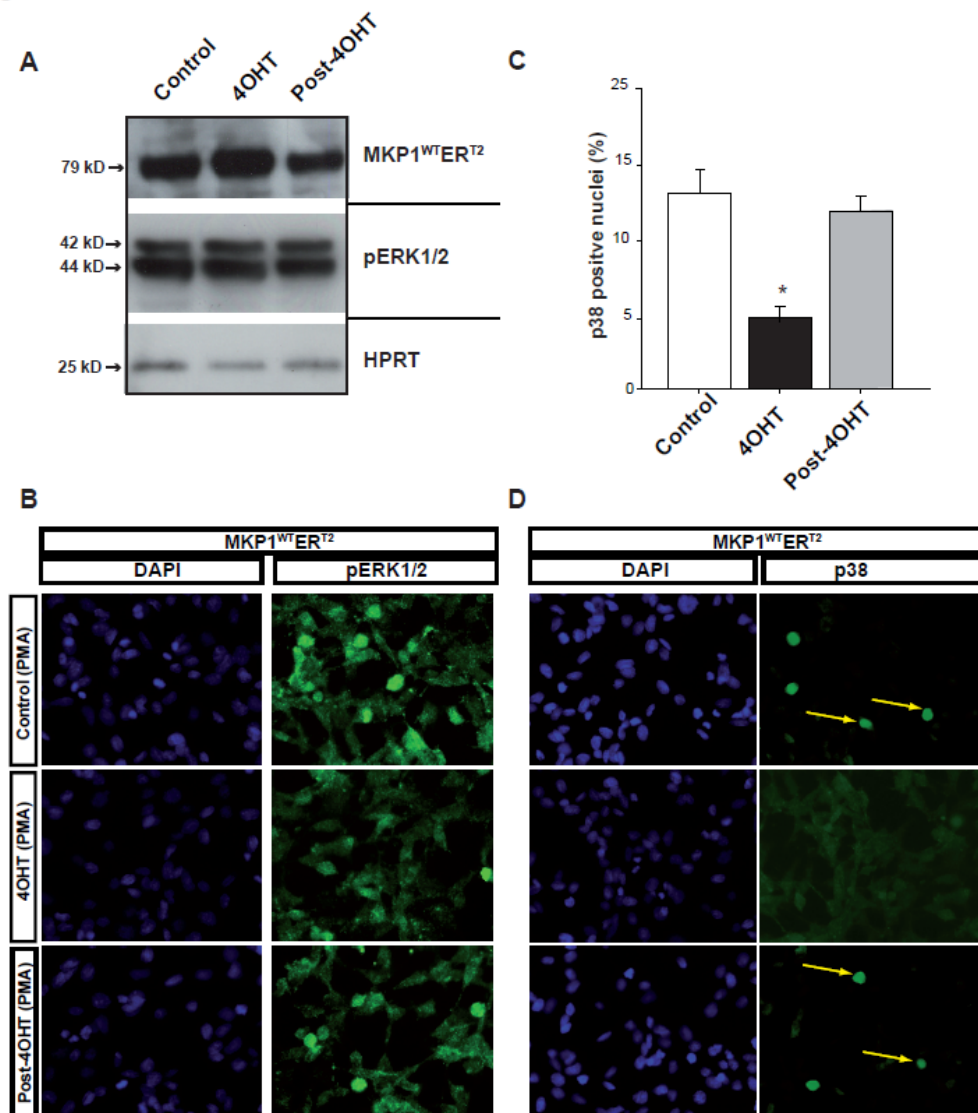 A
Control
4OHT
Post-4OHT
79 kD→
MKP1ᵂᵀERᵀ²
42 kD→
44 kD→
pERK1/2
25 kD→
HPRT
C
p38 positve nuclei (%)
25
15
10
5
0
*
Control
4OHT
Post-4OHT
B
MKP1ᵂᵀERᵀ²
DAPI
pERK1/2
Control (PMA)
4OHT (PMA)
Post-4OHT (PMA)
D
MKP1ᵂᵀERᵀ²
DAPI
p38